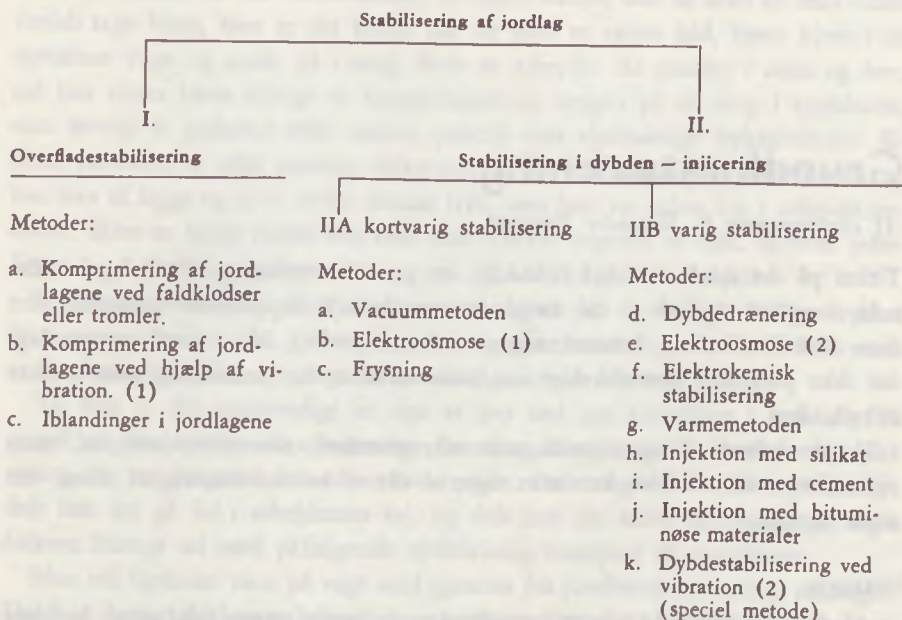 Stabilisering af jordlag
I.
II.
Overfladestabilisering
Metoder:
a. Komprimering af jord-
lagene ved faldklodser
eller tromler.
b. Komprimering af jord-
lagene ved hjælp af vi-
bration. (1)
c. Iblandinger i jordlagene
Stabilisering i dybden – injicering
IIA kortvarig stabilisering
Metoder:
a. Vacuummetoden
b. Elektroosmose (1)
c. Frysning
IIB varig stabilisering
Metoder:
d. Dybdedrænering
e. Elektroosmose (2)
f. Elektrokemisk
stabilisering
g. Varmemetoden
h. Injektion med silikat
i. Injektion med cement
j. Injektion med bitumi-
nøse materialer
k. Dybdestabilisering ved
vibration (2)
(speciel metode)